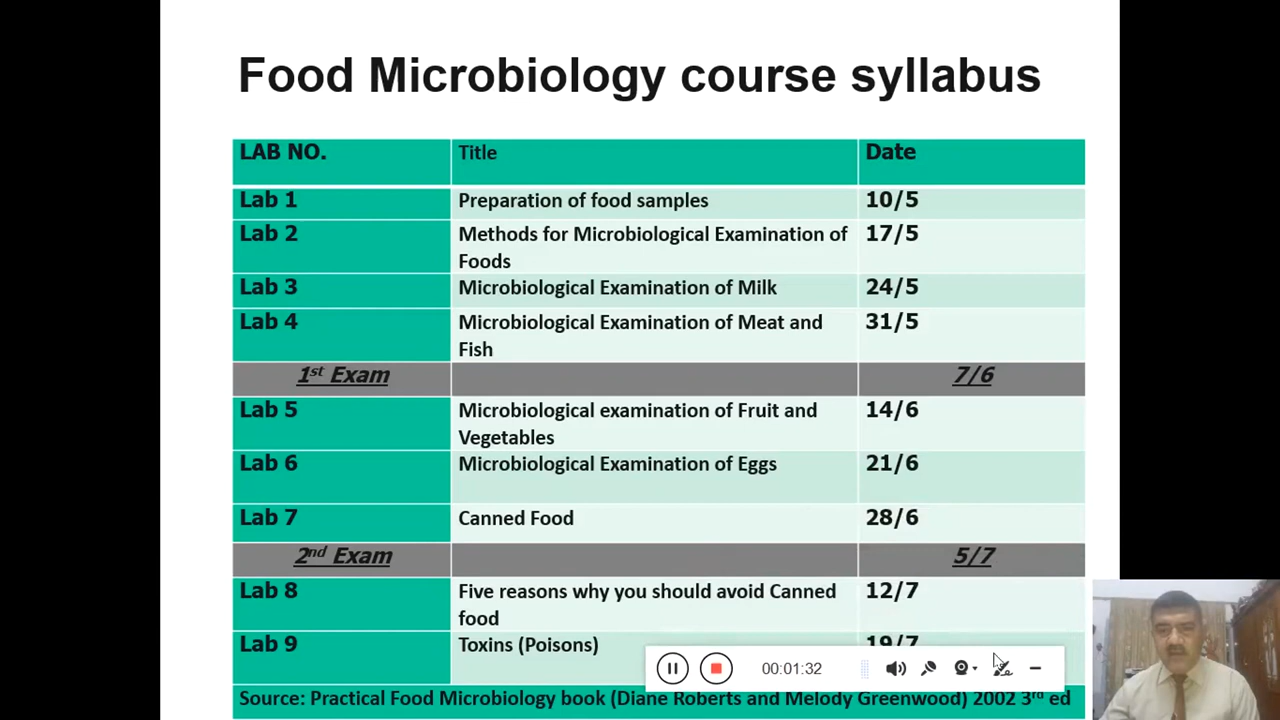 Food Microbiology course syllabus
LAB NO. Title Date
Lab 1 Preparation of food samples 10/5
Lab 2 Methods for Microbiological Examination of 17/5
Foods
Lab 3 Microbiological Examination of Milk 24/5
Lab 4 Microbiological Examination of Meat and 31/5
Fish
1st Exam 7/6
Lab 5 Microbiological examination of Fruit and 14/6
Vegetables
Lab 6 Microbiological Examination of Eggs 21/6
Lab 7 Canned Food 28/6
2nd Exam 5/7
Lab 8 Five reasons why you should avoid Canned 12/7
food
Lab 9 Toxins (Poisons) 19/7
00:01:32
Source: Practical Food Microbiology book (Diane Roberts and Melody Greenwood) 2002 3rd ed